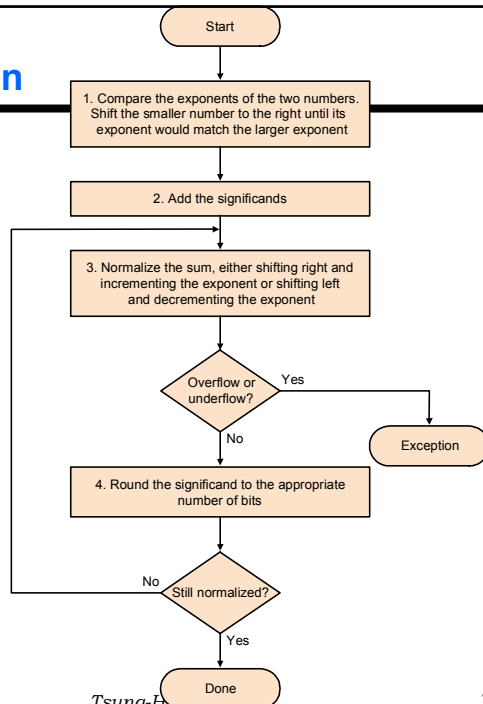 Start
n
1. Compare the exponents of the two numbers.
Shift the smaller number to the right until its
exponent would match the larger exponent
2. Add the significands
3. Normalize the sum, either shifting right and
incrementing the exponent or shifting left
and decrementing the exponent
Overflow or
underflow?
Yes
No
Exception
4. Round the significand to the appropriate
number of bits
No
Still normalized?
Yes
Done
Tsung-H